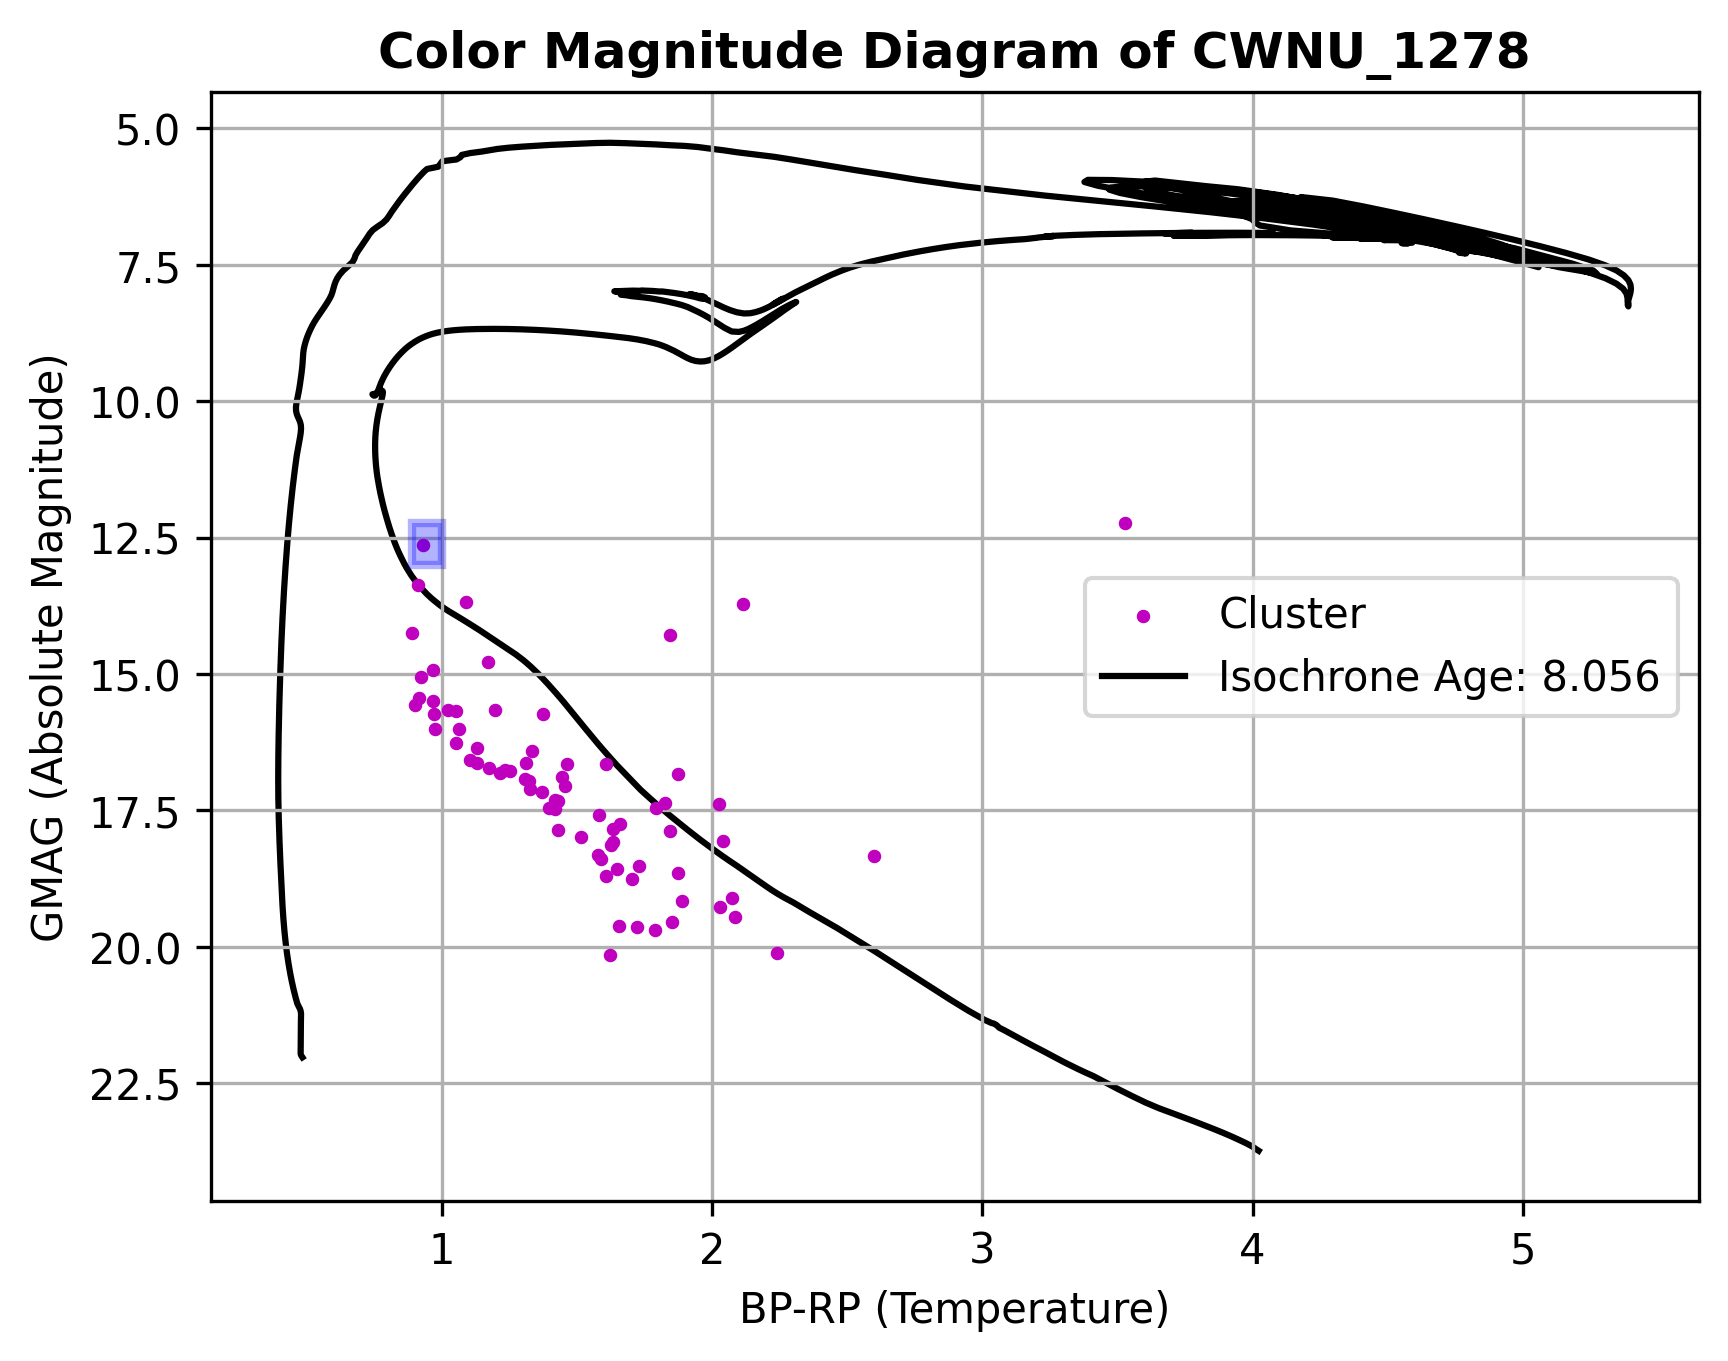 Color Magnitude Diagram of CWNU_1278
5.0
7.5
10.0
12.5
15.0
17.5
20.0
22.5
GMAG (Absolute Magnitude)
Cluster
Isochrone Age: 8.056
1 2 3 4 5
BP-RP (Temperature)